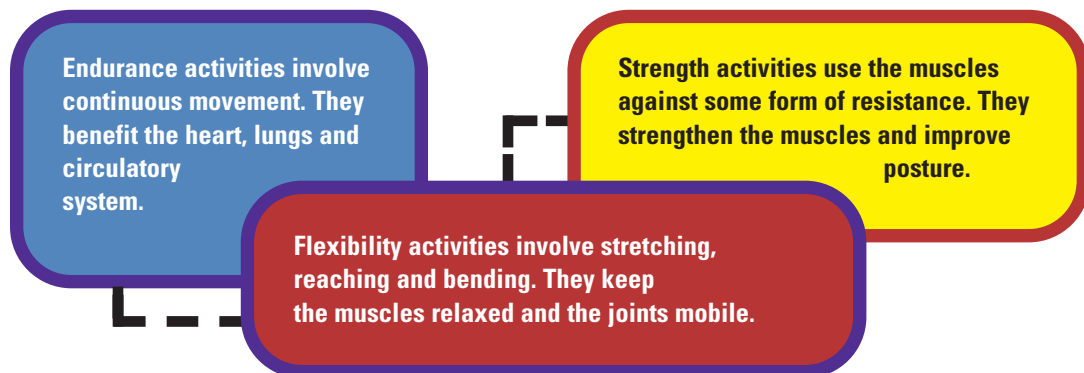 Endurance activities involve
continuous movement. They
benefit the heart, lungs and
circulatory
system.
Strength activities use the muscles
against some form of resistance. They
strengthen the muscles and improve
posture.
Flexibility activities involve stretching,
reaching and bending. They keep
the muscles relaxed and the joints mobile.